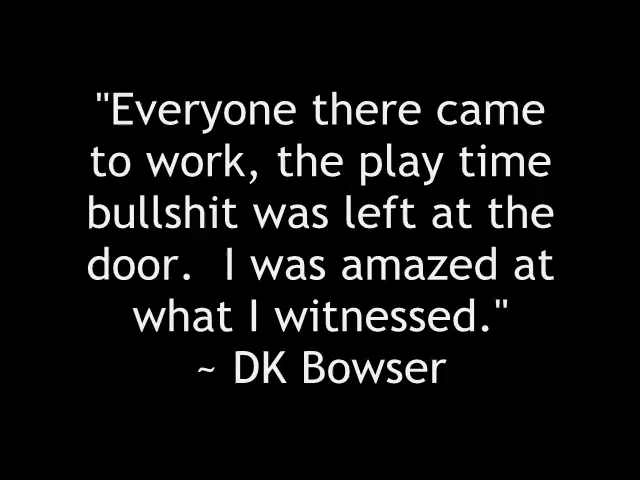 "Everyone there came
to work, the play time
bullshit was left at the
door.  I was amazed at
what I witnessed."
~ DK Bowser